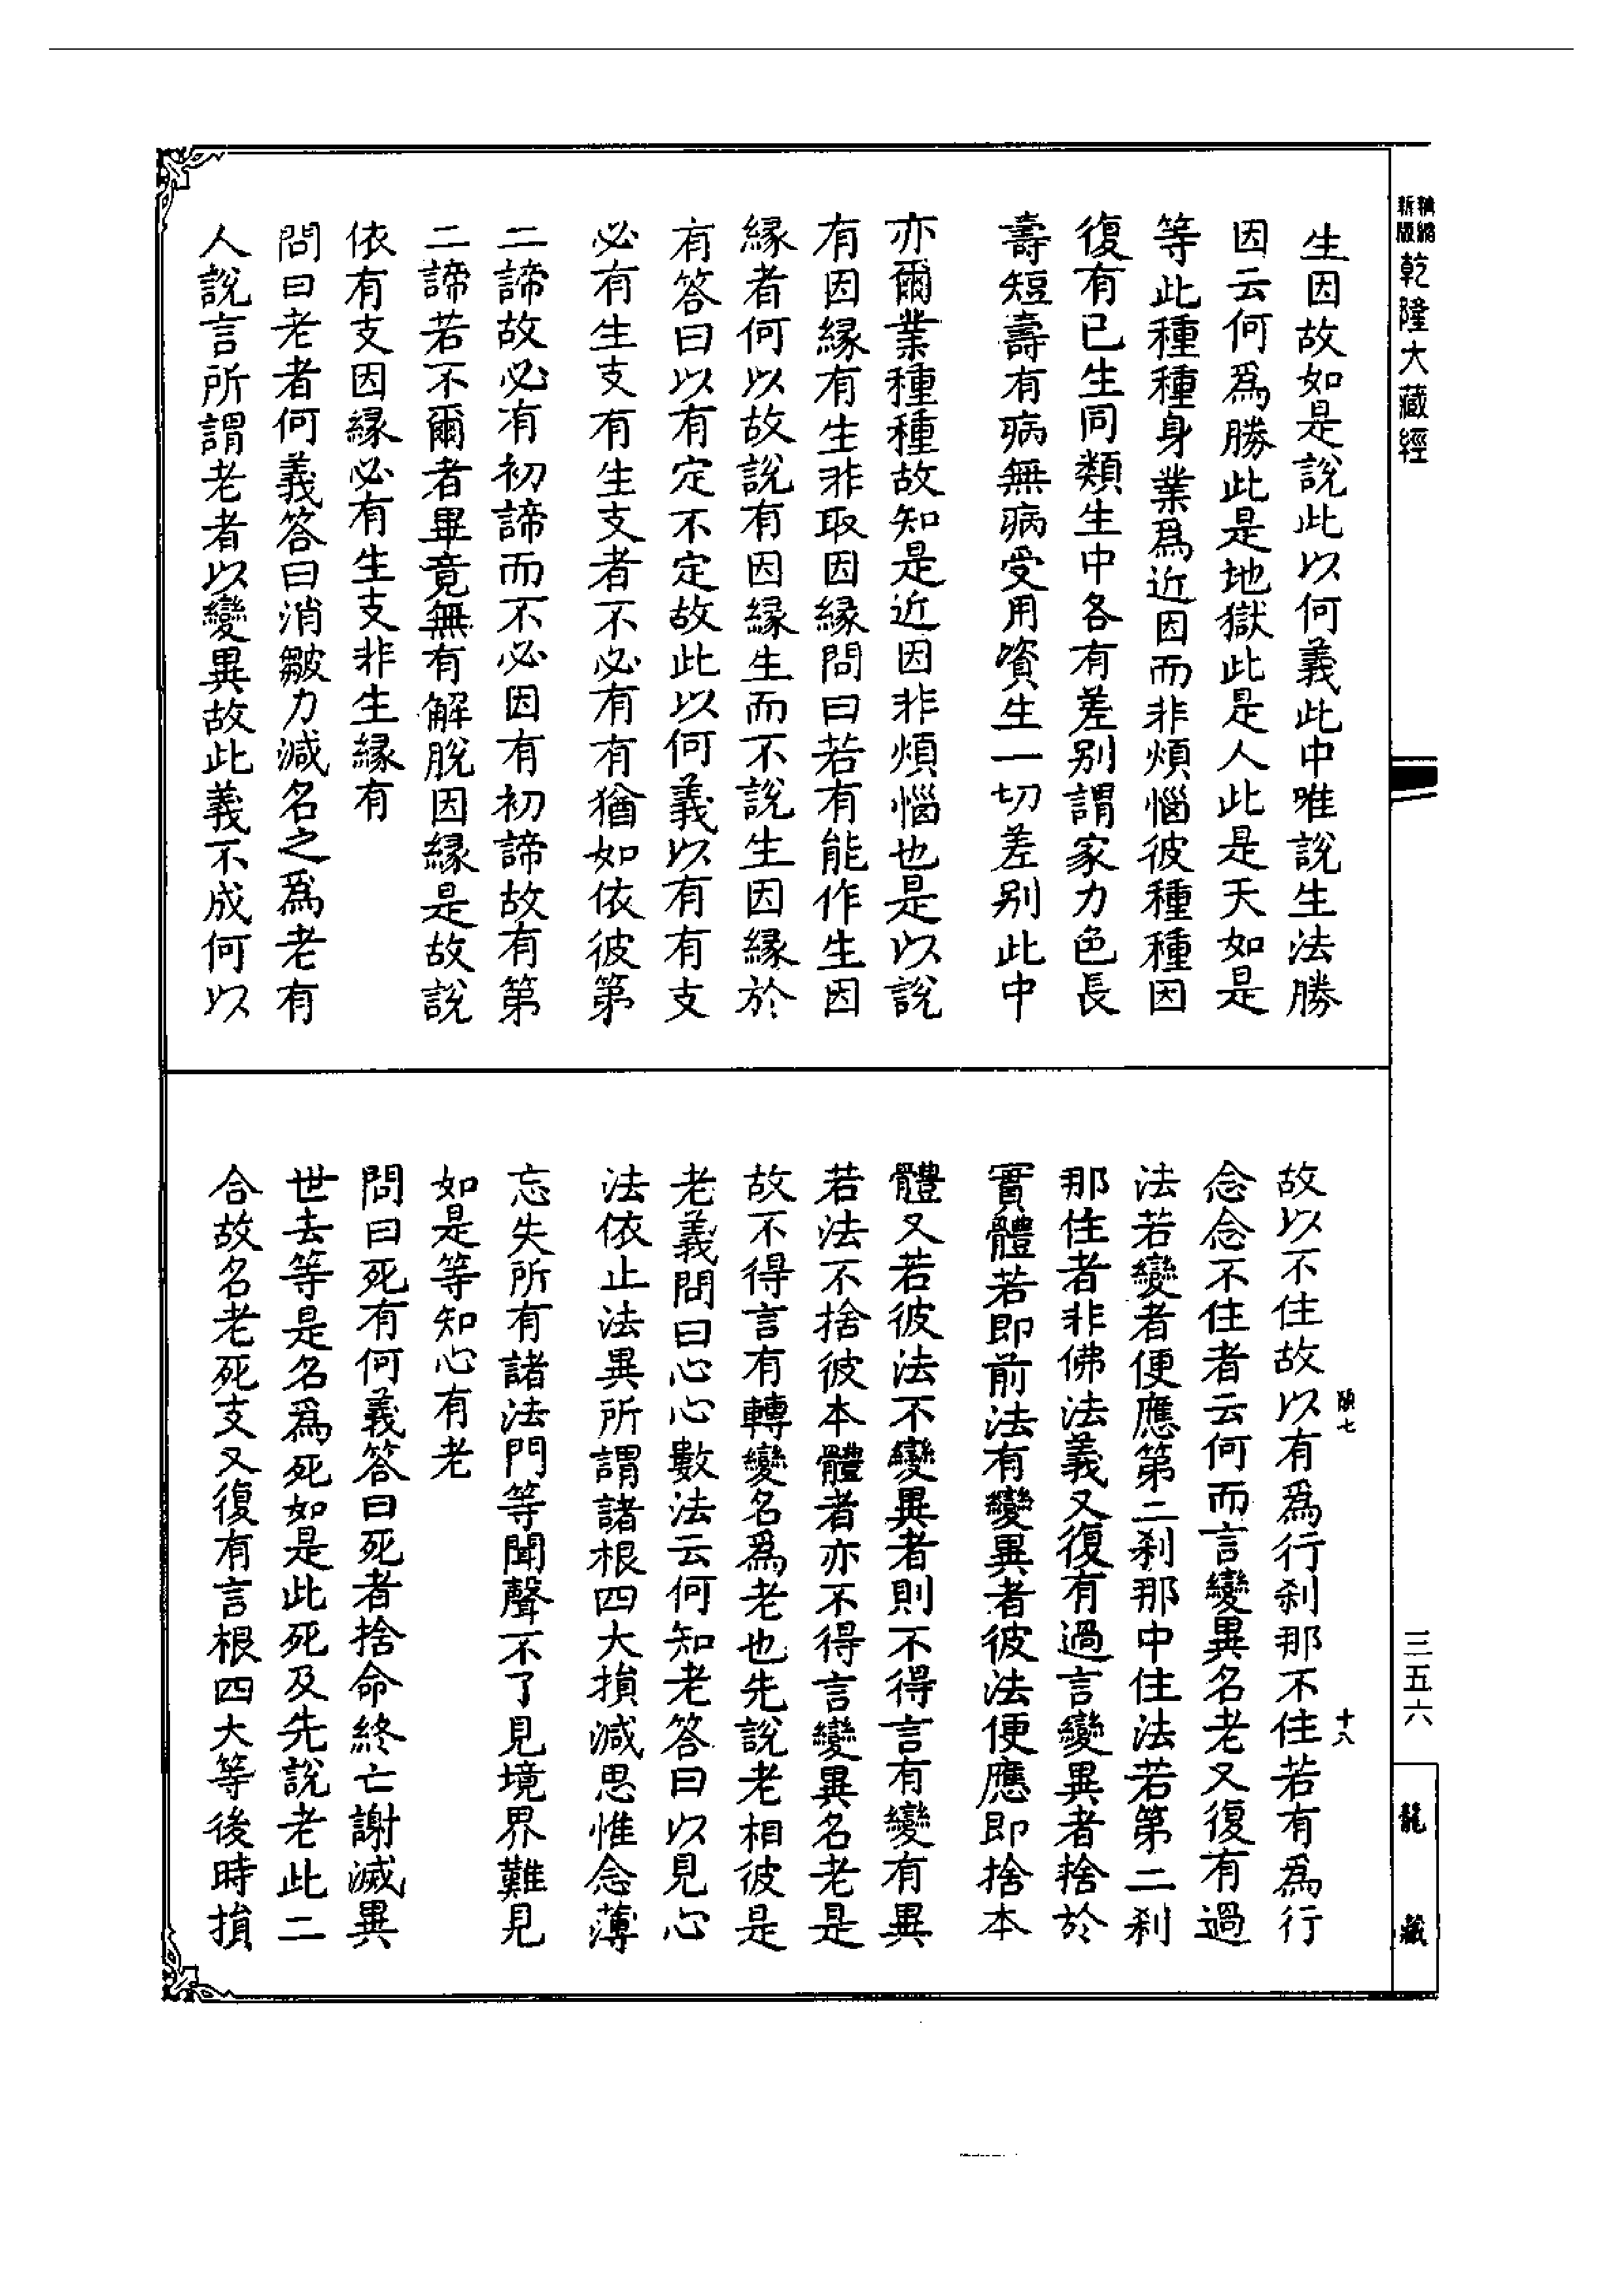 新版精縮乾隆大藏經
生因故如是說此以何義此中唯說生法勝
因云何為勝此是地獄此是人此是天如是
等此種種身業為近因而非煩惱彼種種因
復有已生同類生中各有差別謂家力色長
壽短壽有病無病受用資生一切差別此中
亦爾業種種故知是近因非煩惱也是以說
有因緣有生非取因緣問曰若有能作生因
緣者何以故說有因緣生而不說生因緣於
有答曰以有定不定故此以何義以有有支
必有生支有生支者不必有有猶如依彼第
二諦故必有初諦而不必因有初諦故有第
二諦若不爾者畢竟無有解脫因緣是故說
依有支因緣必有生支非生緣有
問曰老者何義答曰消皺力減名之為老有
人說言所謂老者以變異故此義不成何以
故以不住故以有為行剎那不住若有為行
念念不住者云何而言變異名老又復有過
法若變者便應第二剎那中住法若第二剎
那住者非佛法義又復有過言變異者捨於
實體若即前法有變異者彼法便應即捨本
體又若彼法不變異者則不得言有變有異
若法不捨彼本體者亦不得言變異名老是
故不得言有轉變名為老也先說老相彼是
老義問曰心心數法云何知老答曰以見心
法依止法異所謂諸根四大損減思惟念薄
忘失所有諸法門等聞聲不了見境界難見
如是等知心有老
問曰死有何義答曰死者捨命終亡謝滅異
世去等是名為死如是此死及先說老此二
合故名老死支又復有言根四大等後時損
七
十八
三五六
龍藏